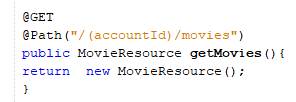 @GET
@Path("/(accountId)/movies")
public MovieResource getMovies(){
return  new MovieResource();
}